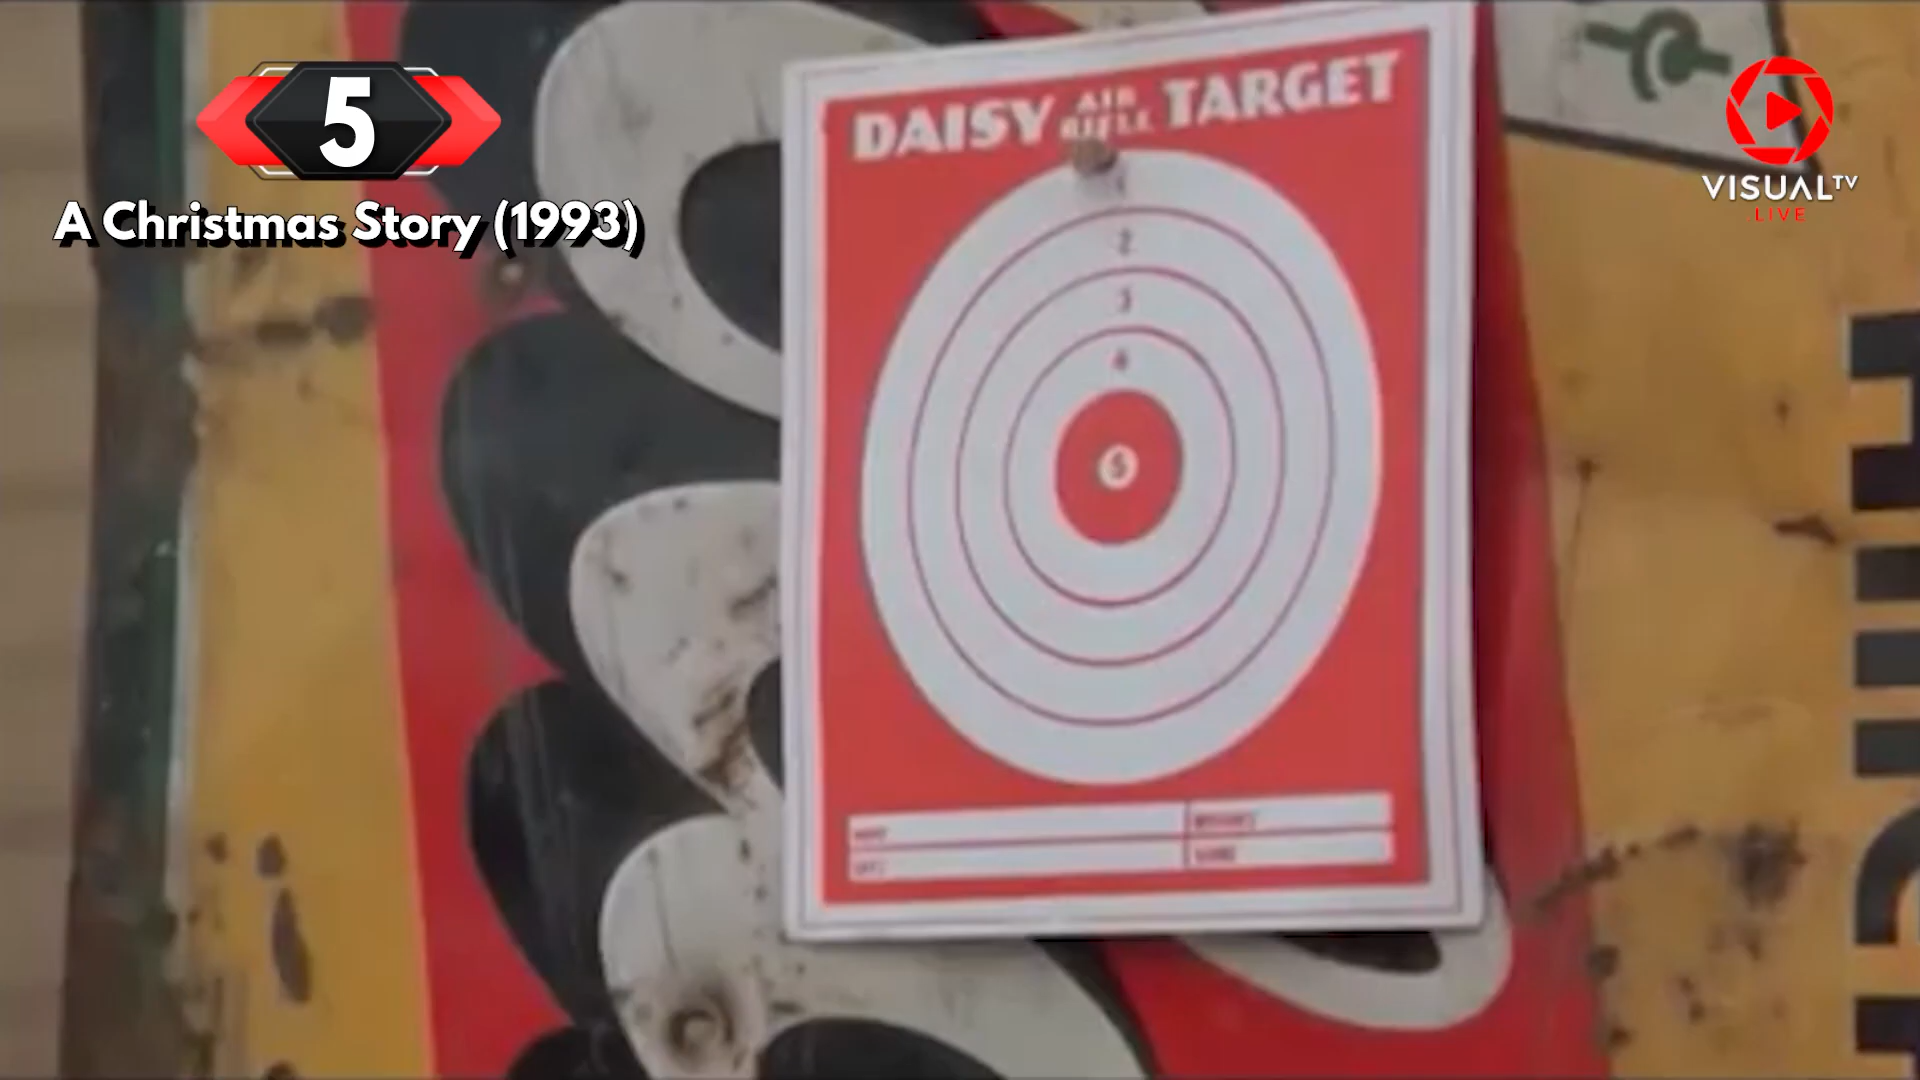 5
A Christmas Story (1993)
VISUALTV
.LIVE
DAISY AIR RIFLE TARGET
1
2
3
4
5